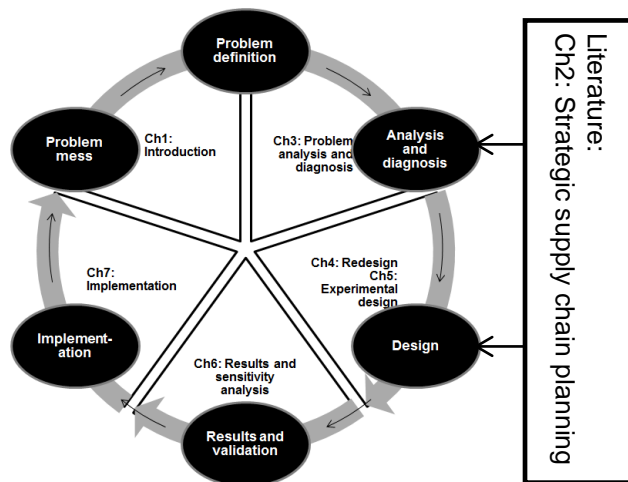 Problem
definition
Problem
mess
Ch1:
Introduction
Ch3: Problem
analysis and
diagnosis
Analysis
and
diagnosis
Literature:
Ch2: Strategic supply chain planning
Ch7:
Implementation
Ch4: Redesign
Ch5:
Experimental
design
Implement-
ation
Design
Ch6: Results and
sensitivity
analysis
Results and
validation